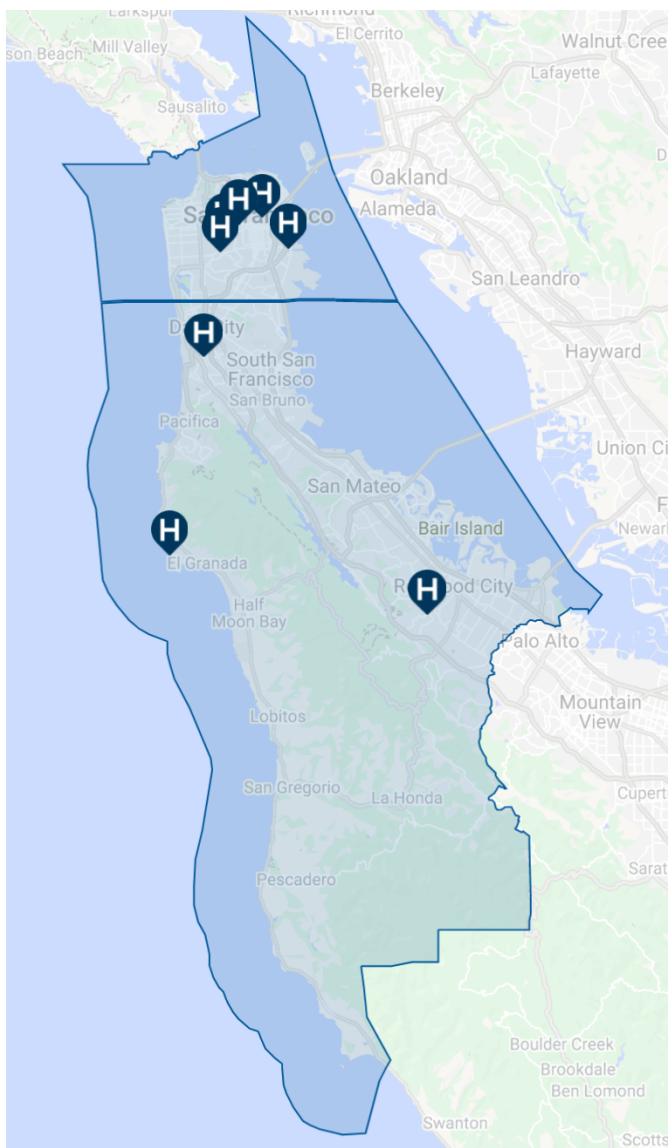 Larkspur
Richmond
son Beach
Mill Valley
El Cerrito
Walnut Cree
Lafayette
Berkeley
Sausalito
Oakland
Alameda
H
H
H
H
San Leandro
H
Hayward
South San
Francisco
San Bruno
Pacifica
Union Ci
San Mateo
Bair Island
Newark
H
El Granada
H
Half
Moon Bay
Palo Alto
Mountain
View
Lobitos
San Gregorio
La Honda
Cupert
Sarat
Pescadero
Boulder Creek
Brookdale
Ben Lomond
Swanton
Scotts